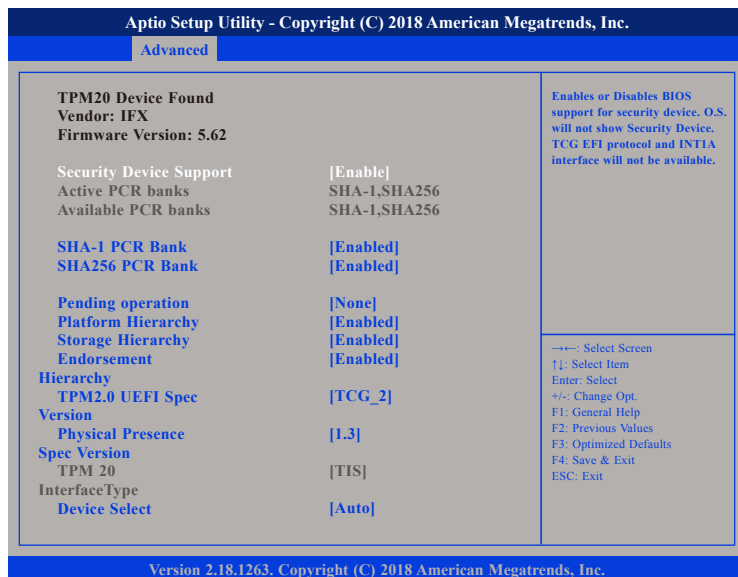 Aptio Setup Utility - Copyright (C) 2018 American Megatrends, Inc.
Advanced
TPM20 Device Found
Vendor: IFX
Firmware Version: 5.62
Security Device Support [Enable]
Active PCR banks SHA-1,SHA256
Available PCR banks SHA-1,SHA256
SHA-1 PCR Bank [Enabled]
SHA256 PCR Bank [Enabled]
Pending operation [None]
Platform Hierarchy [Enabled]
Storage Hierarchy [Enabled]
Endorsement [Enabled]
Hierarchy
TPM2.0 UEFI Spec [TCG_2]
Version
Physical Presence [1.3]
Spec Version
TPM 20 [TIS]
InterfaceType
Device Select [Auto]
Enables or Disables BIOS
support for security device. O.S.
will not show Security Device.
TCG EFI protocol and INT1A
interface will not be available.
→←: Select Screen
↑↓: Select Item
Enter: Select
+/-: Change Opt.
F1: General Help
F2: Previous Values
F3: Optimized Defaults
F4: Save & Exit
ESC: Exit
Version 2.18.1263. Copyright (C) 2018 American Megatrends, Inc.